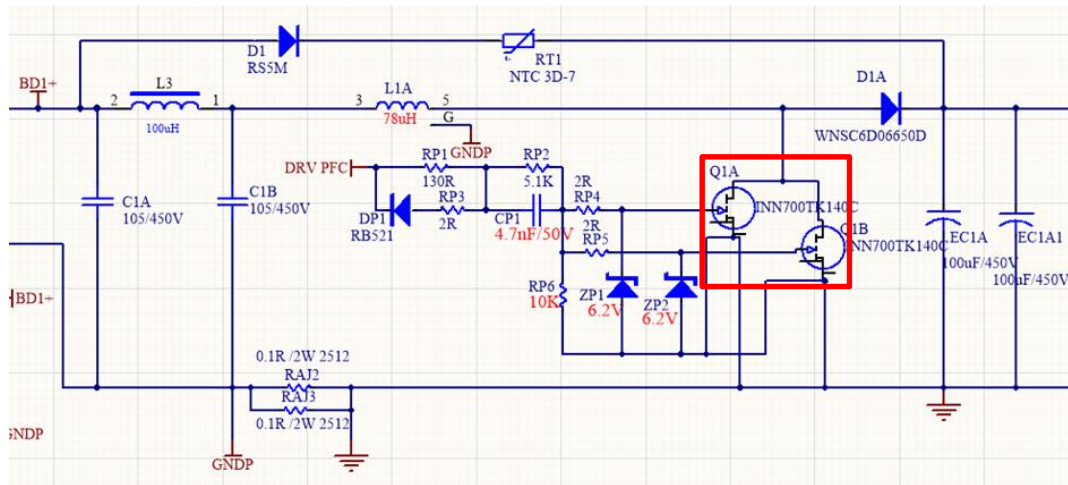 D1
RS5M
RT1
NTC 3D-7
BD1+
L3
2
1
100uH
L1A
3
5
G
78uH
GNDP
D1A
WNSC6D06650D
DRV PFC
RP1
130R
RP2
5.1K
DP1
RB521
RP3
2R
CP1
4.7nF/50V
2R
RP4
2R
RP5
Q1A
INN700TK140C
Q1B
INN700TK140C
C1A
105/450V
C1B
105/450V
EC1A
100uF/450V
EC1A1
100uF/450V
BD1+
RP6
10K
ZP1
6.2V
ZP2
6.2V
0.1R /2W 2512
RAJ2
RAJ3
0.1R /2W 2512
GNDP
GNDP